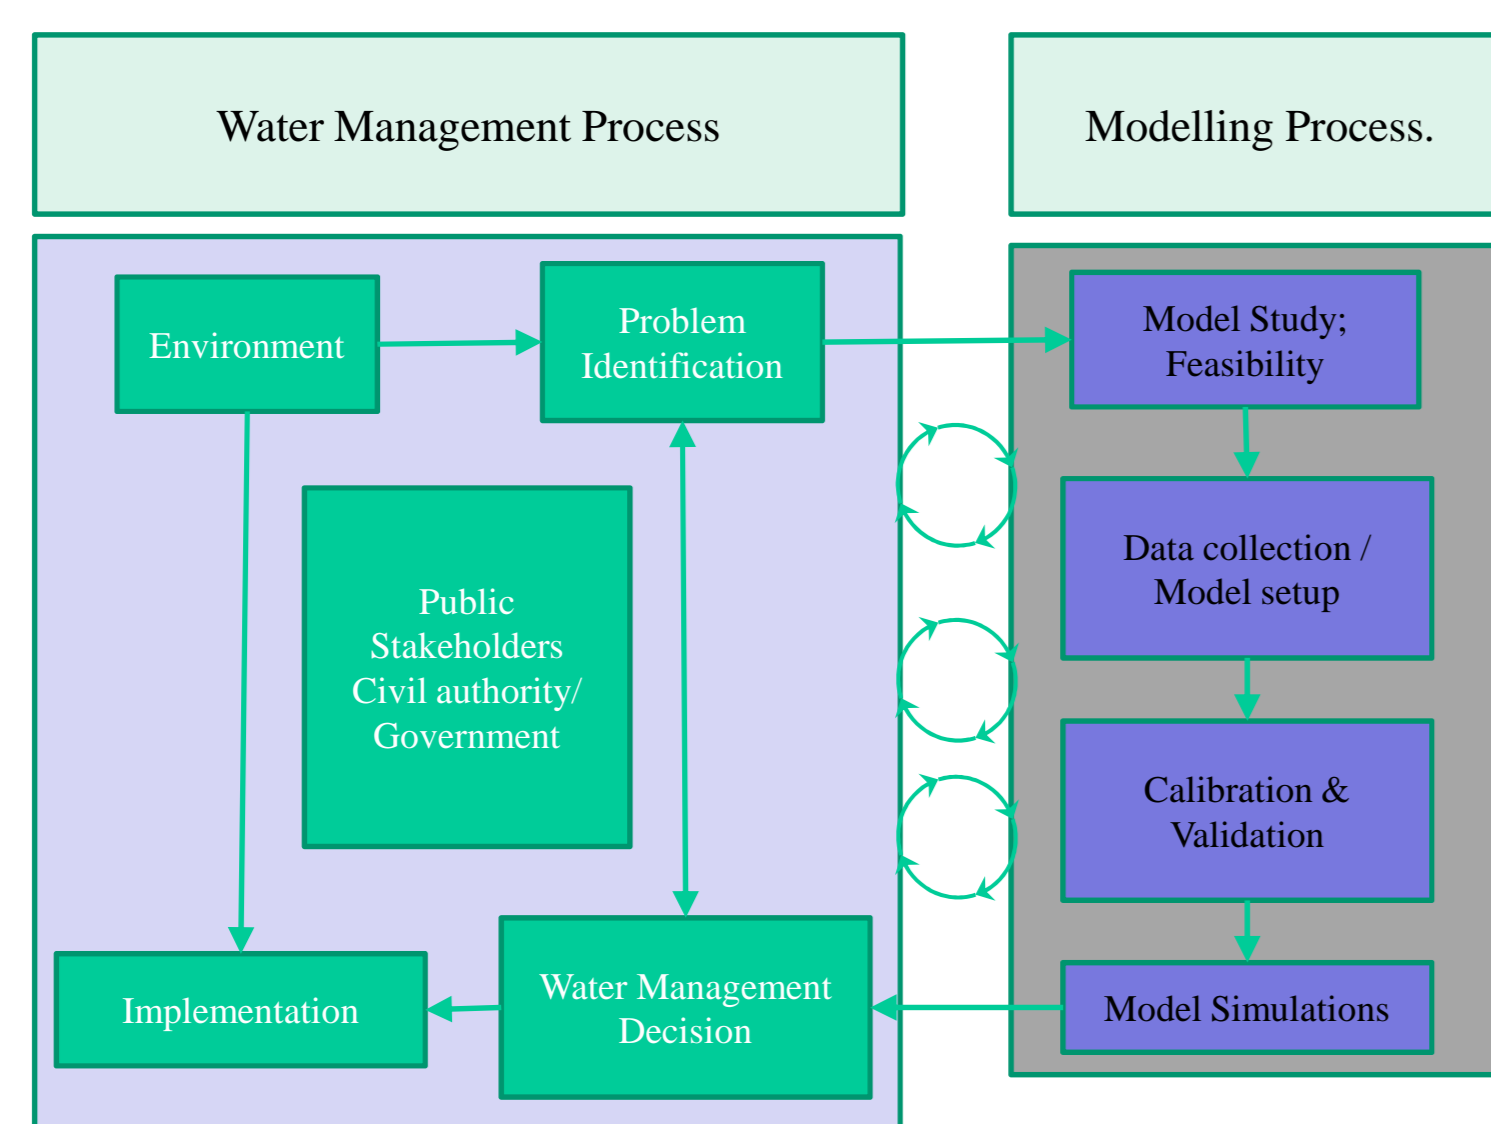 Water Management Process
Modelling Process.
Environment
Problem
Identification
Model Study;
Feasibility
Public
Stakeholders
Civil authority/
Government
Data collection /
Model setup
Calibration &
Validation
Implementation
Water Management
Decision
Model Simulations